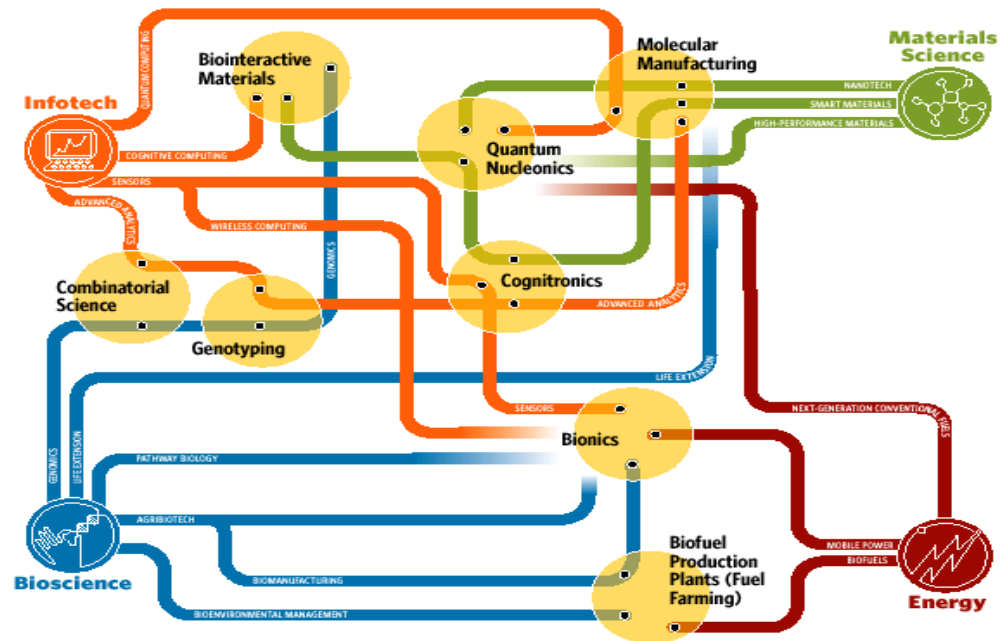 QUANTUM COMPUTING
Biointeractive
Materials
Molecular
Manufacturing
Materials
Science
NANOTECH
SMART MATERIALS
HIGH-PERFORMANCE MATERIALS
Infotech
COGNITIVE COMPUTING
SENSORS
ADVANCED ANALYTICS
WIRELESS COMPUTING
Quantum
Nucleonics
GENOMICS
Combinatorial
Science
Genotyping
Cognitronics
ADVANCED ANALYTICS
LIFE EXTENSION
NEXT-GENERATION CONVENTIONAL FUELS
SENSORS
Bionics
GENOMICS
LIFE EXTENSION
PATHWAY BIOLOGY
AGRIBIOTECH
Bioscience
BIOMANUFACTURING
BIOENVIRONMENTAL MANAGEMENT
Biofuel
Production
Plants (Fuel
Farming)
MOBILE POWER
BIOFUELS
Energy